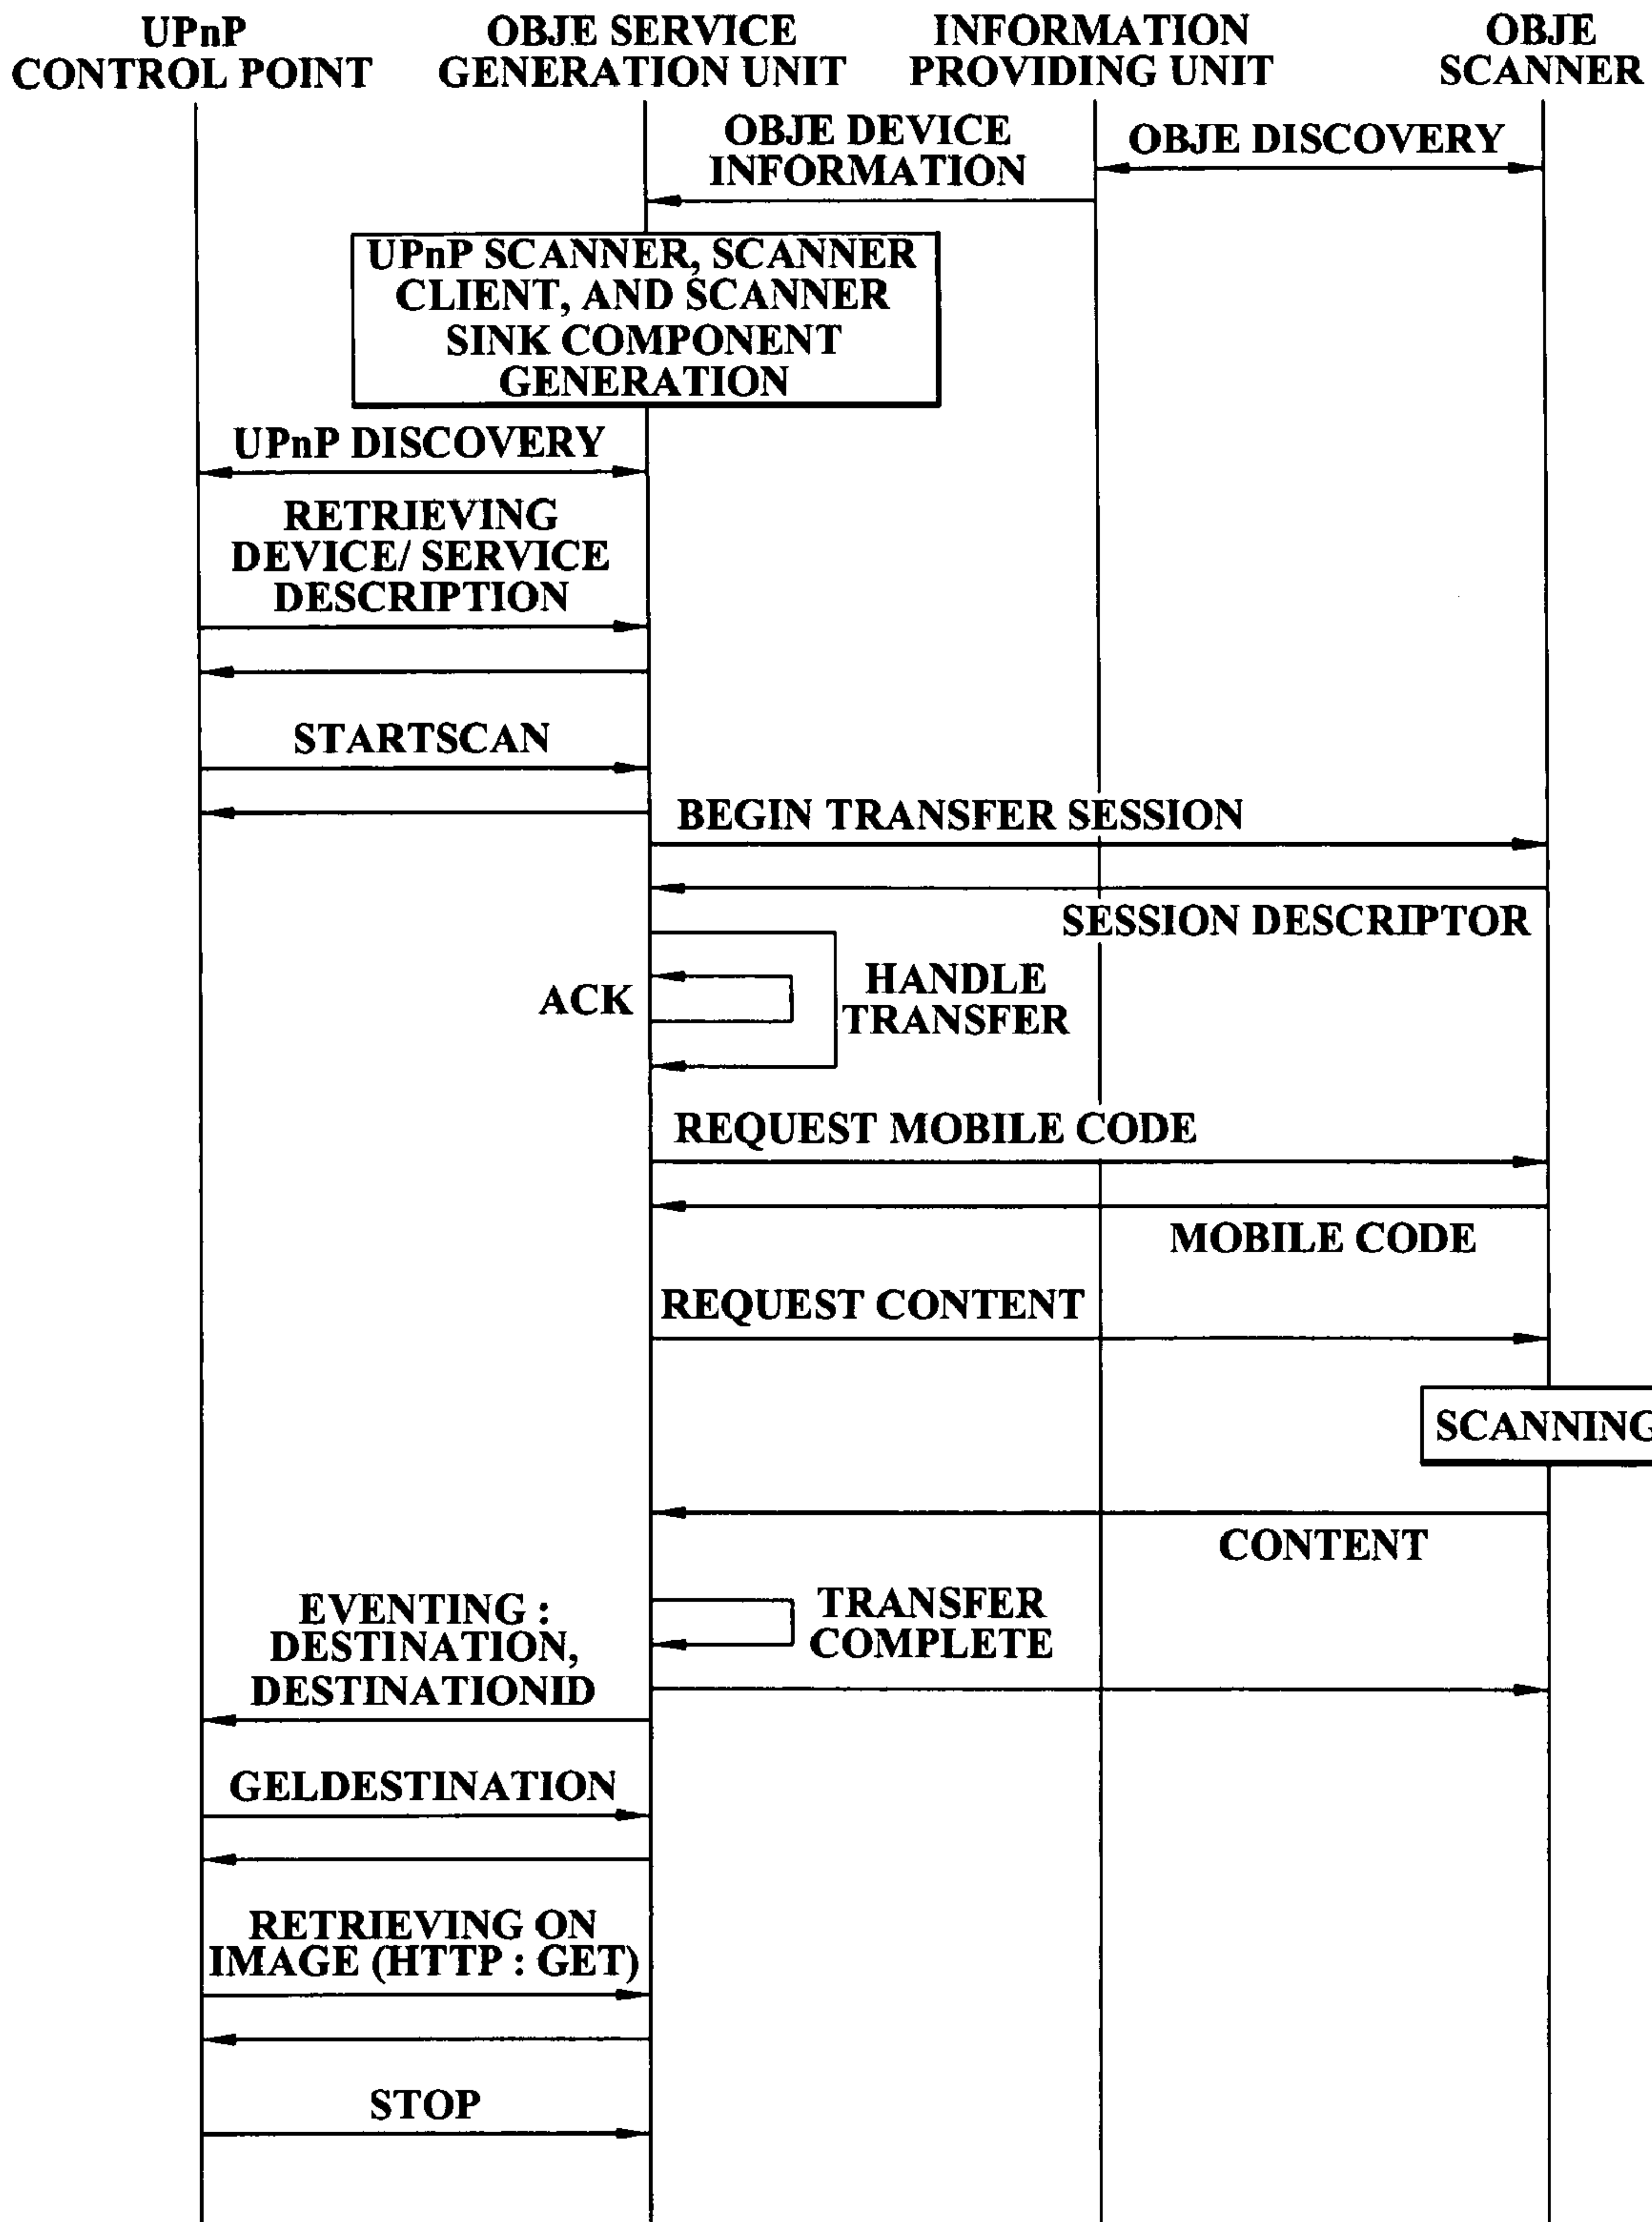 UPnP
CONTROL POINT
OBJE SERVICE
GENERATION UNIT
INFORMATION
PROVIDING UNIT
OBJE
SCANNER
OBJE DEVICE
INFORMATION
OBJE DISCOVERY
UPnP SCANNER, SCANNER
CLIENT, AND SCANNER
SINK COMPONENT
GENERATION
UPnP DISCOVERY
RETRIEVING
DEVICE/ SERVICE
DESCRIPTION
STARTSCAN
BEGIN TRANSFER SESSION
SESSION DESCRIPTOR
ACK
HANDLE
TRANSFER
REQUEST MOBILE CODE
MOBILE CODE
REQUEST CONTENT
SCANNING
CONTENT
TRANSFER
COMPLETE
EVENTING :
DESTINATION,
DESTINATIONID
GELDESTINATION
RETRIEVING ON
IMAGE (HTTP : GET)
STOP